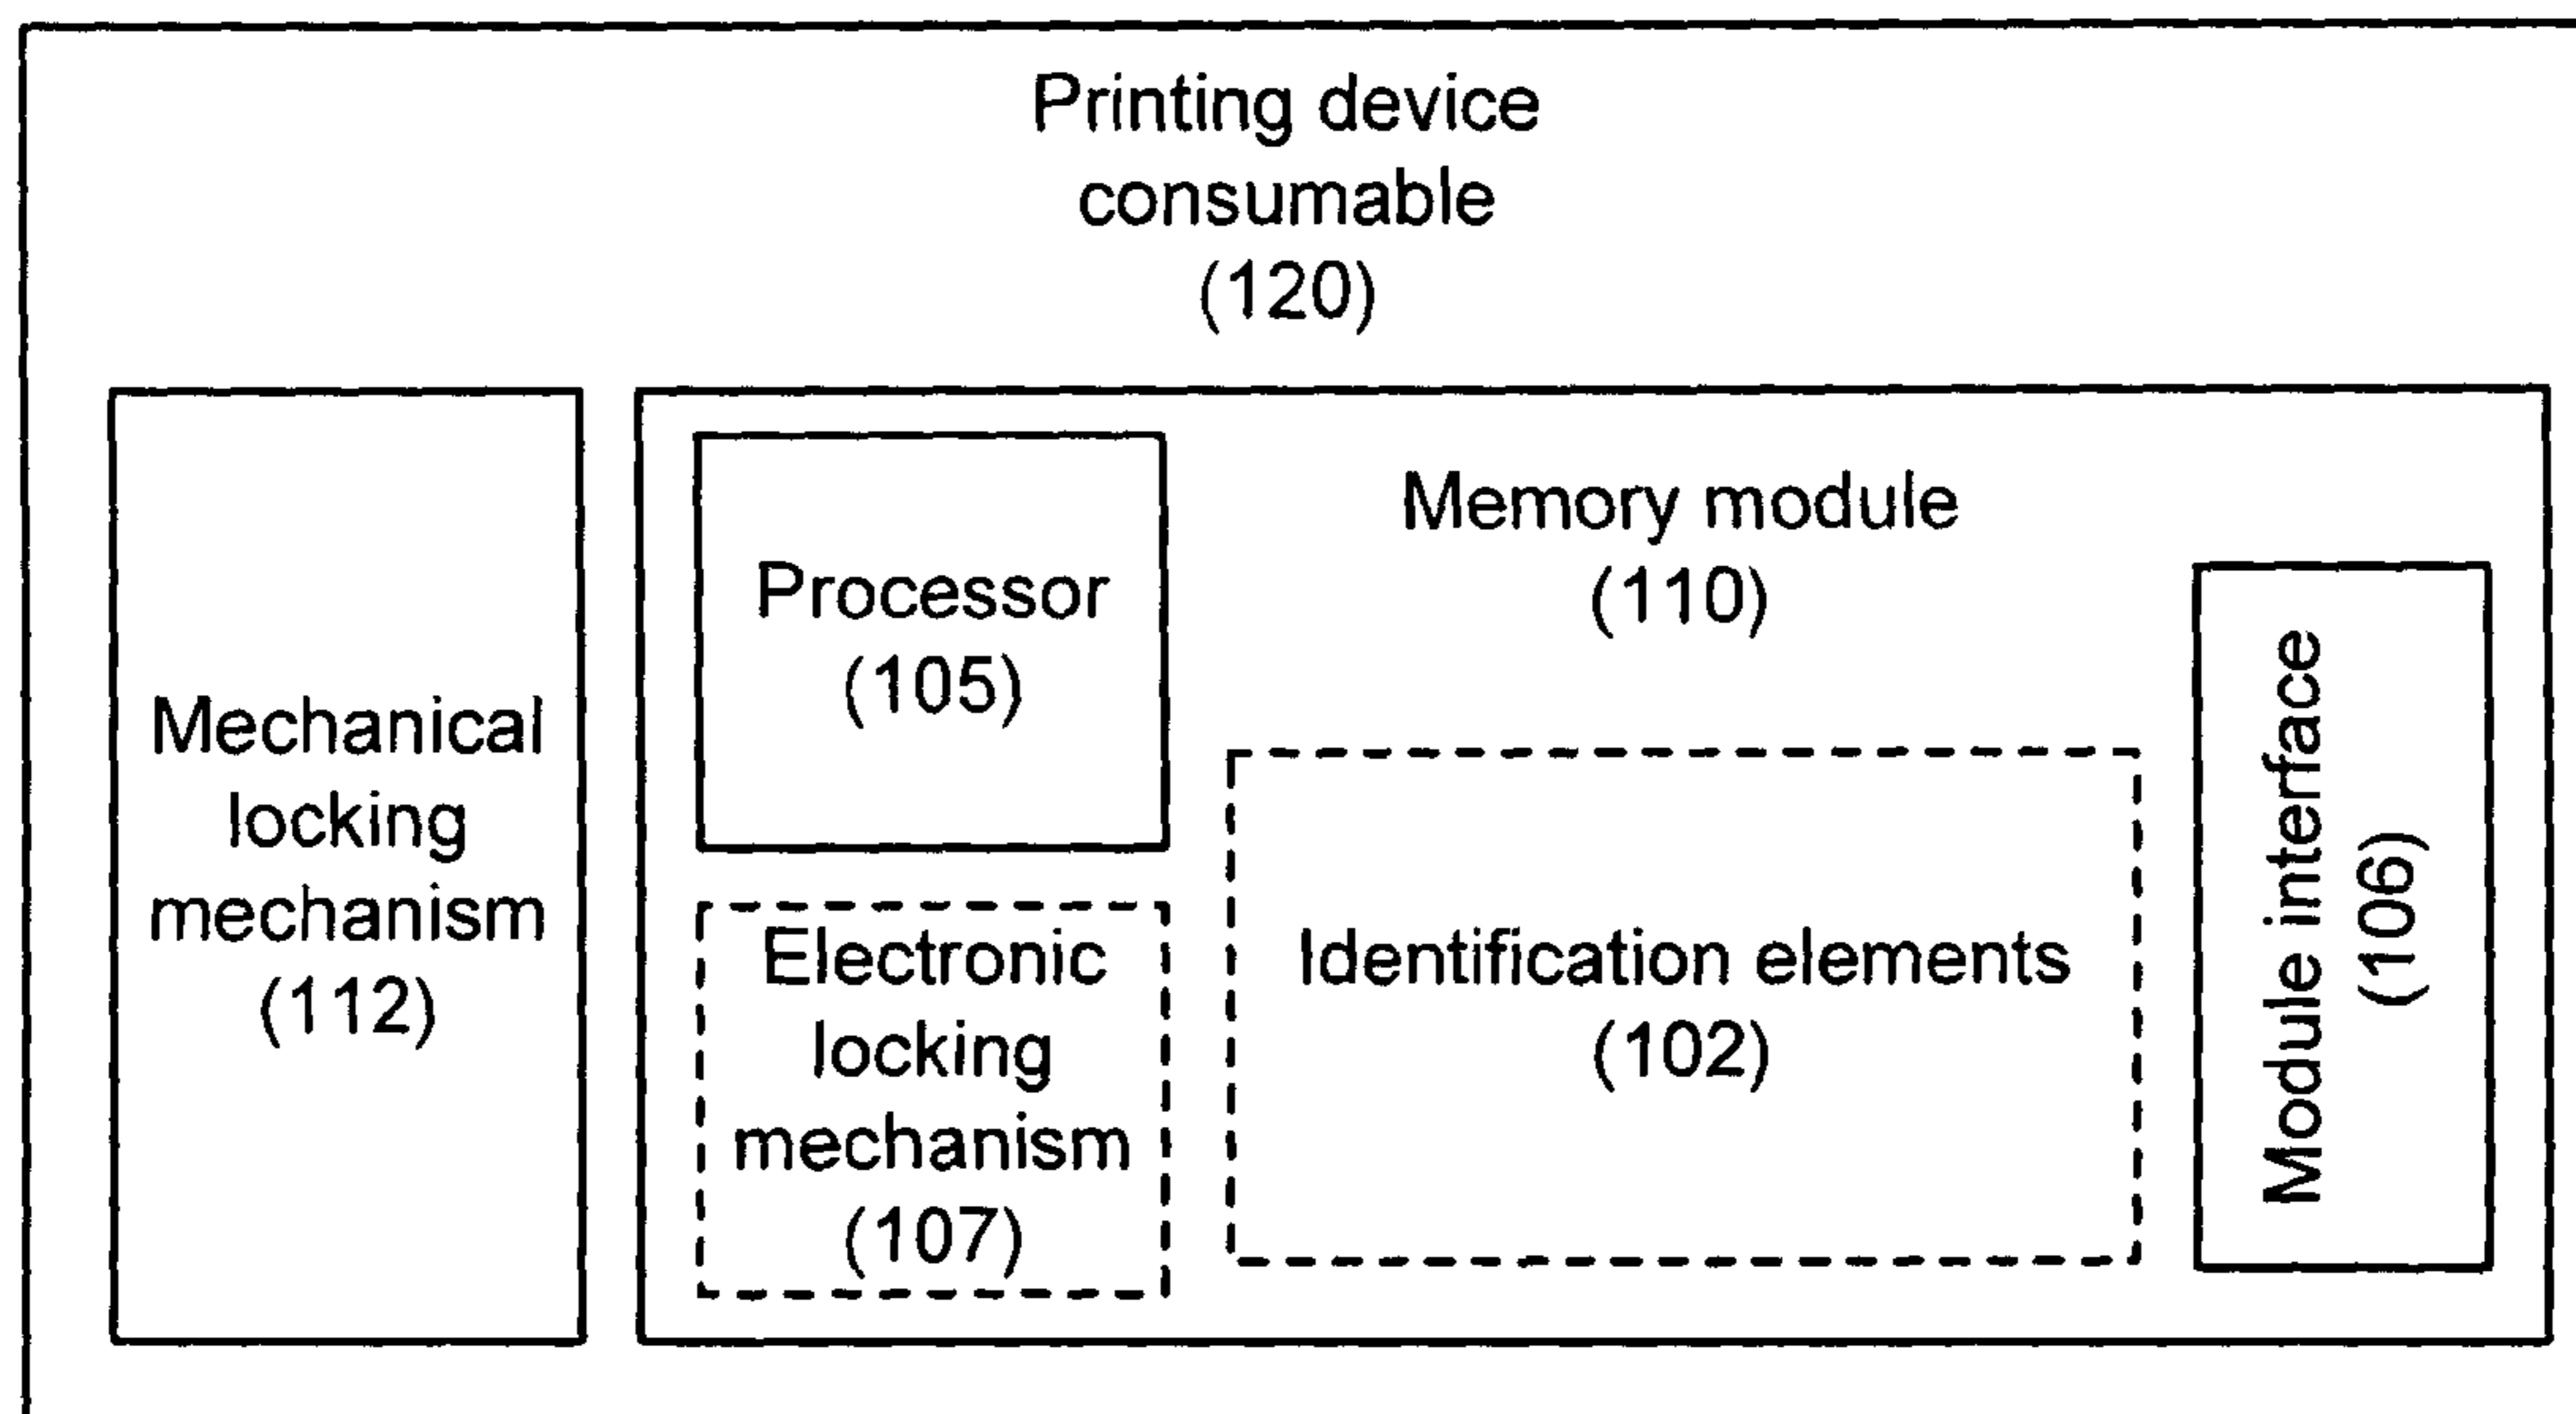 Printing device
consumable
(120)
Mechanical
locking
mechanism
(112)
Processor
(105)
Memory module
(110)
Electronic
locking
mechanism
(107)
Identification elements
(102)
Module interface
(106)